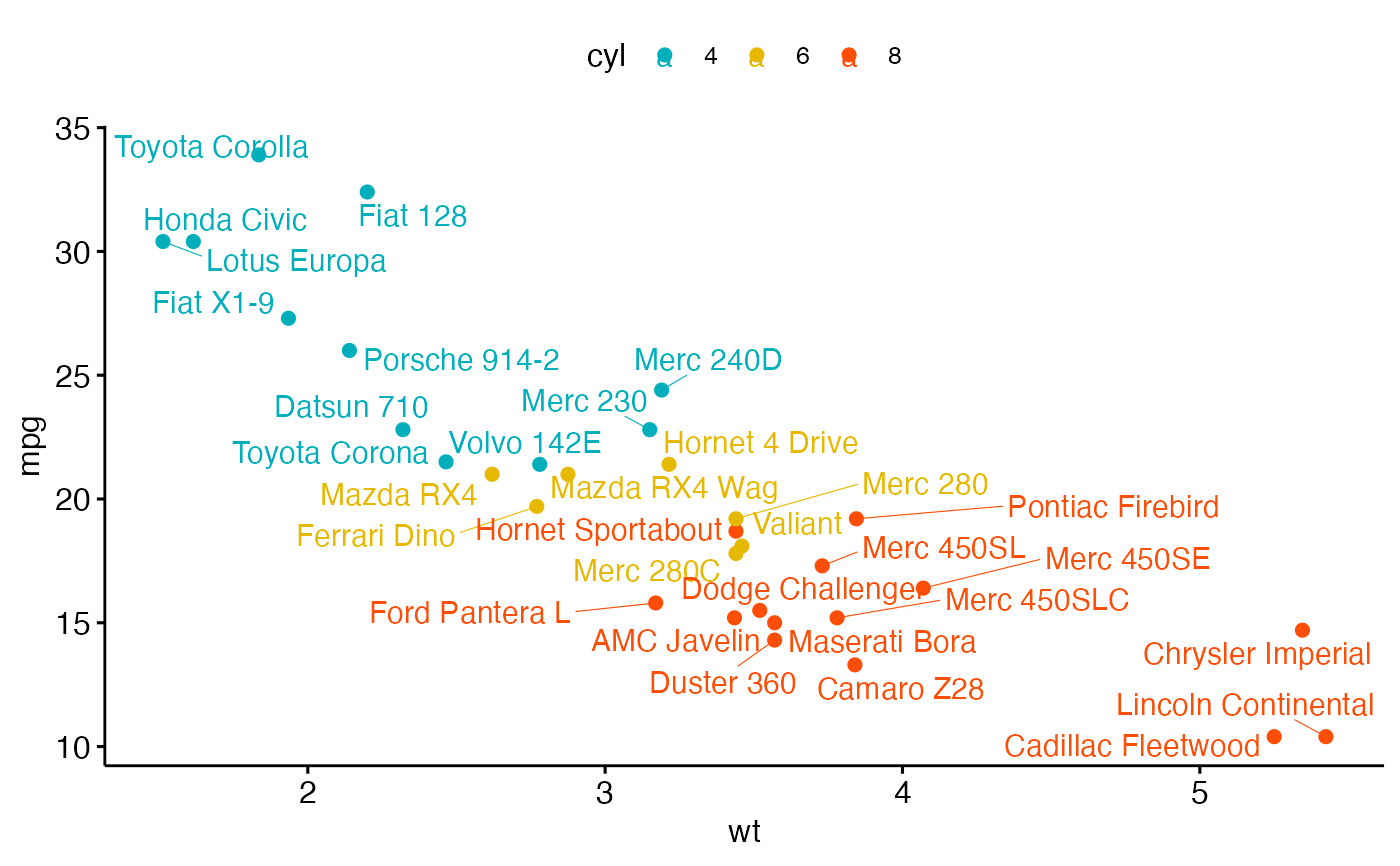 cyl a 4 a 6 a 8
35
Toyota Corolla
Fiat 128
Honda Civic
30
Lotus Europa
Fiat X1-9
Porsche 914-2
Merc 240D
25
Merc 230
Datsun 710
Volvo 142E
Hornet 4 Drive
Toyota Corona
mpg
Merc 280
Mazda RX4
Mazda RX4 Wag
20
Pontiac Firebird
Valiant
Hornet Sportabout
Ferrari Dino
Merc 450SL
Merc 450SE
Merc 280C
Dodge Challenger
Merc 450SLC
Ford Pantera L
15
AMC Javelin
Maserati Bora
Chrysler Imperial
Duster 360
Camaro Z28
Lincoln Continental
10
Cadillac Fleetwood
2 3 4 5
wt